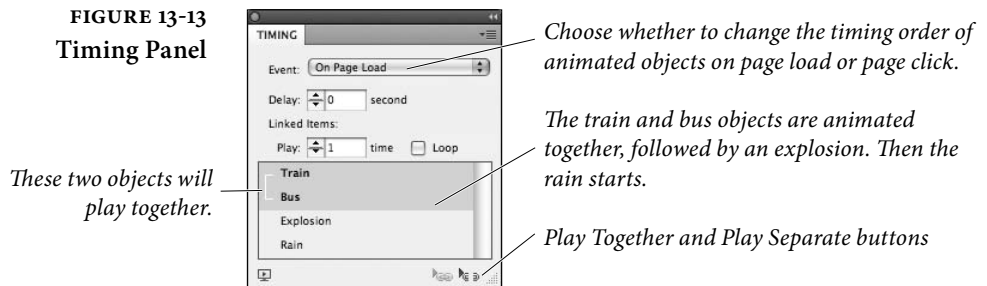 FIGURE 13-13
Timing Panel
TIMING
Event: On Page Load
Delay: 0 second
Linked Items:
Play: 1 time Loop
Train
Bus
Explosion
Rain
These two objects will
play together.
Choose whether to change the timing order of
animated objects on page load or page click.
The train and bus objects are animated
together, followed by an explosion. Then the
rain starts.
Play Together and Play Separate buttons